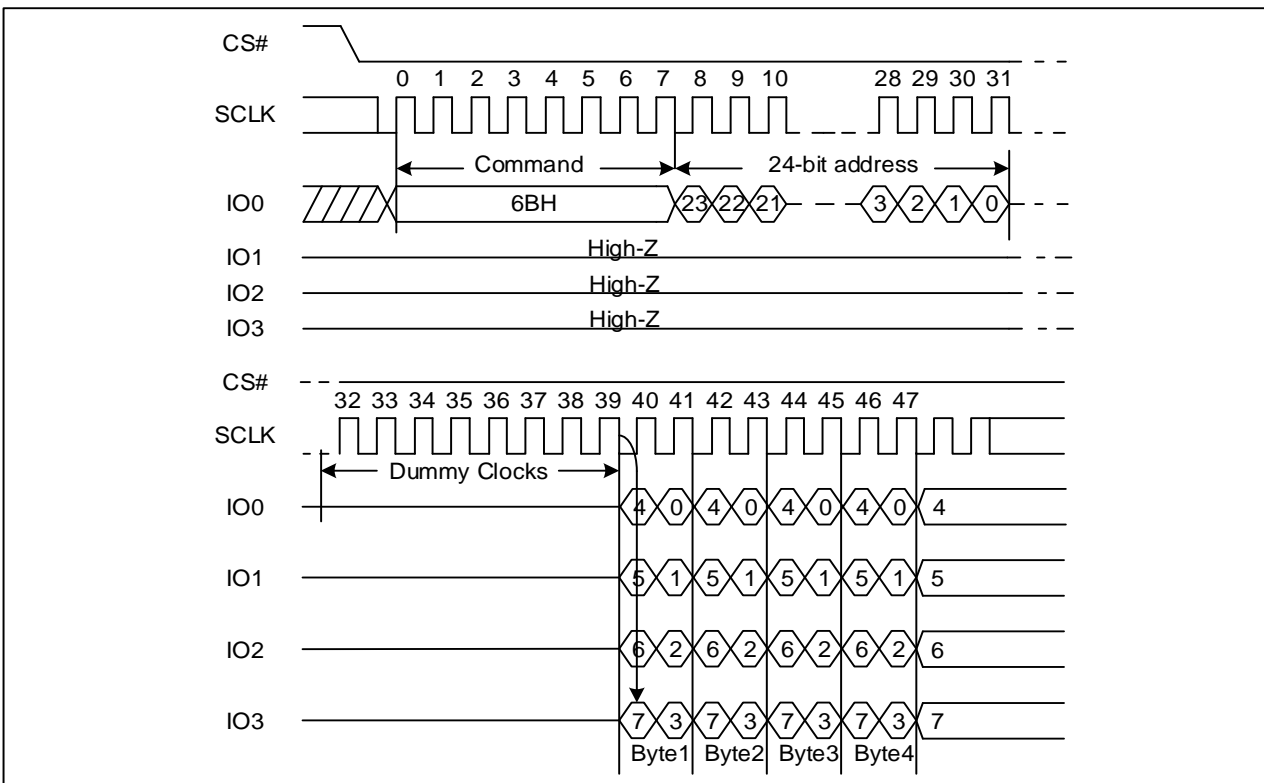 CS#
0 1 2 3 4 5 6 7 8 9 10 28 29 30 31
SCLK
Command 24-bit address
IO0 6BH 23 22 21 3 2 1 0
IO1 High-Z
IO2 High-Z
IO3 High-Z
CS#
32 33 34 35 36 37 38 39 40 41 42 43 44 45 46 47
SCLK
Dummy Clocks
IO0 4 0 4 0 4 0 4 0 4
IO1 5 1 5 1 5 1 5 1 5
IO2 6 2 6 2 6 2 6 2 6
IO3 7 3 7 3 7 3 7 3 7
Byte1 Byte2 Byte3 Byte4